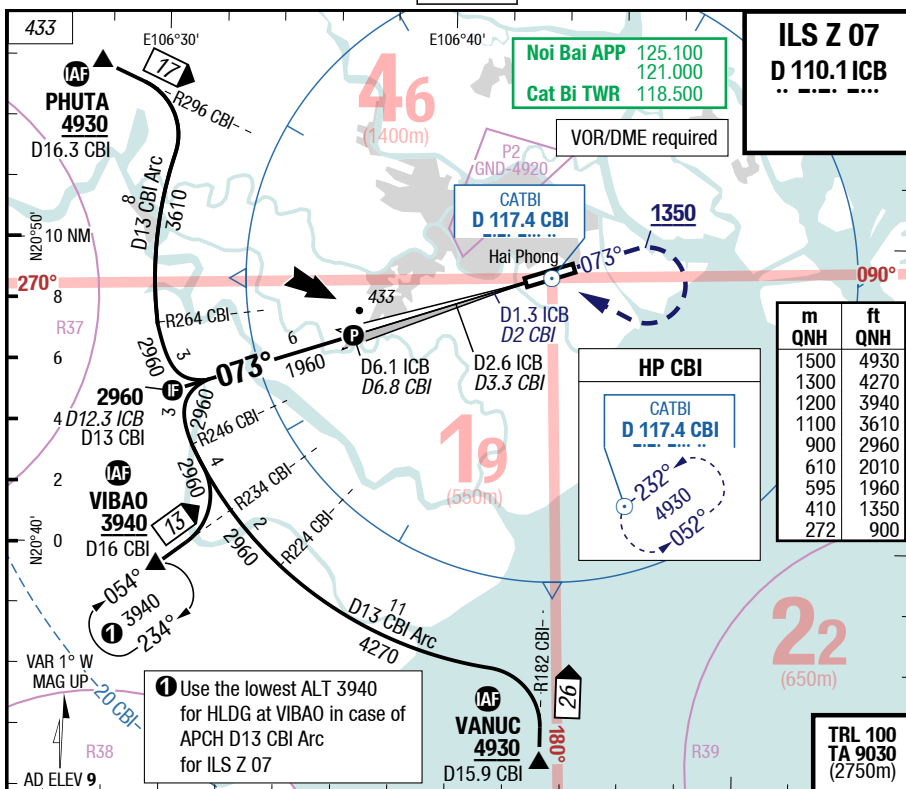 433
E106°30'
E106°40'
Noi Bai APP 125.100
121.000
Cat Bi TWR 118.500
ILS Z 07
D 110.1 ICB
VOR/DME required
IAF
PHUTA
4930
D16.3 CBI
17
R296 CBI
46
(1400m)
P2
GND-4920
CATBI
D 117.4 CBI
8
D13 CBI Arc
3610
N20°50'
10 NM
Hai Phong
073°
1350
270°
090°
8
R37
R264 CBI
433
P
6
1960
073°
D6.1 ICB
D6.8 CBI
D1.3 ICB
D2 CBI
D2.6 ICB
D3.3 CBI
6
3
2960
2960
IF
D12.3 ICB
D13 CBI
3
2960
4
R246 CBI
HP CBI
CATBI
D 117.4 CBI
232°
4930
052°
m ft
QNH QNH
1500 4930
1300 4270
1200 3940
1100 3610
900 2960
610 2010
595 1960
410 1350
272 900
19
(550m)
IAF
VIBAO
3940
D16 CBI
2
2960
4
R234 CBI
13
2
2960
R224 CBI
N20°40'
0
054°
3940
1
234°
11
D13 CBI Arc
4270
R182 CBI
26
180°
22
(650m)
VAR 1° W
MAG UP
20 CBI
R38
AD ELEV 9
1 Use the lowest ALT 3940
for HLDG at VIBAO in case of
APCH D13 CBI Arc
for ILS Z 07
IAF
VANUC
4930
D15.9 CBI
R39
TRL 100
TA 9030
(2750m)